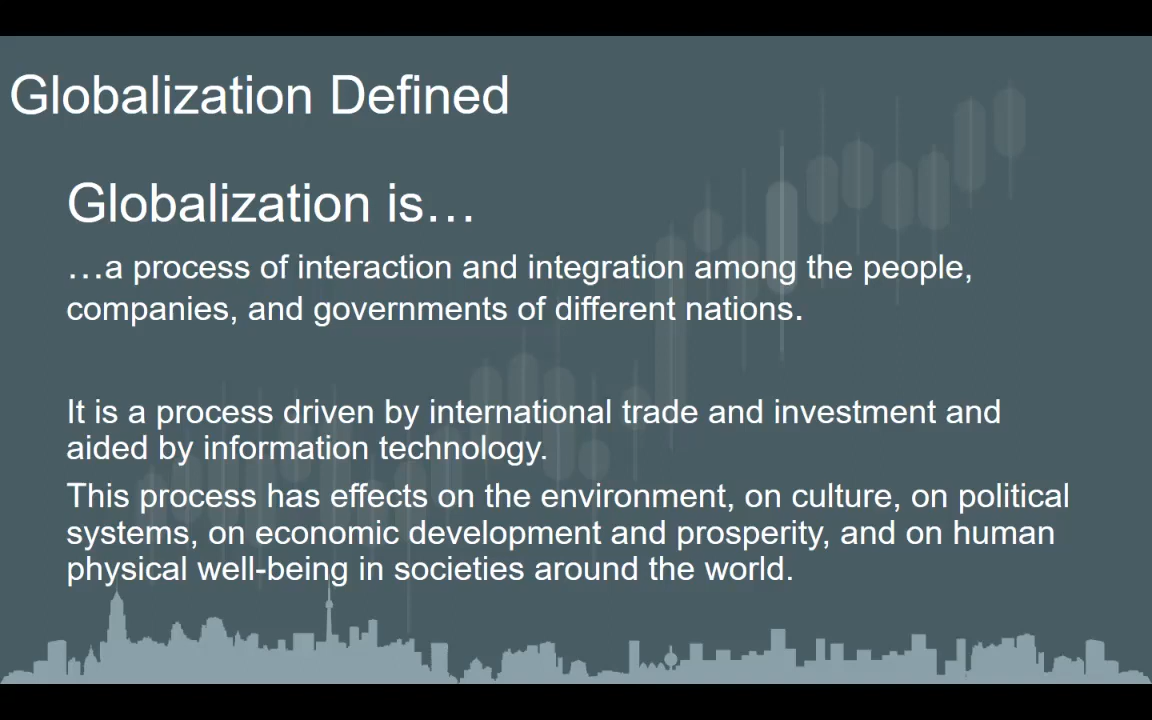 Globalization Defined
Globalization is…
…a process of interaction and integration among the people,
companies, and governments of different nations.
It is a process driven by international trade and investment and
aided by information technology.
This process has effects on the environment, on culture, on political
systems, on economic development and prosperity, and on human
physical well-being in societies around the world.